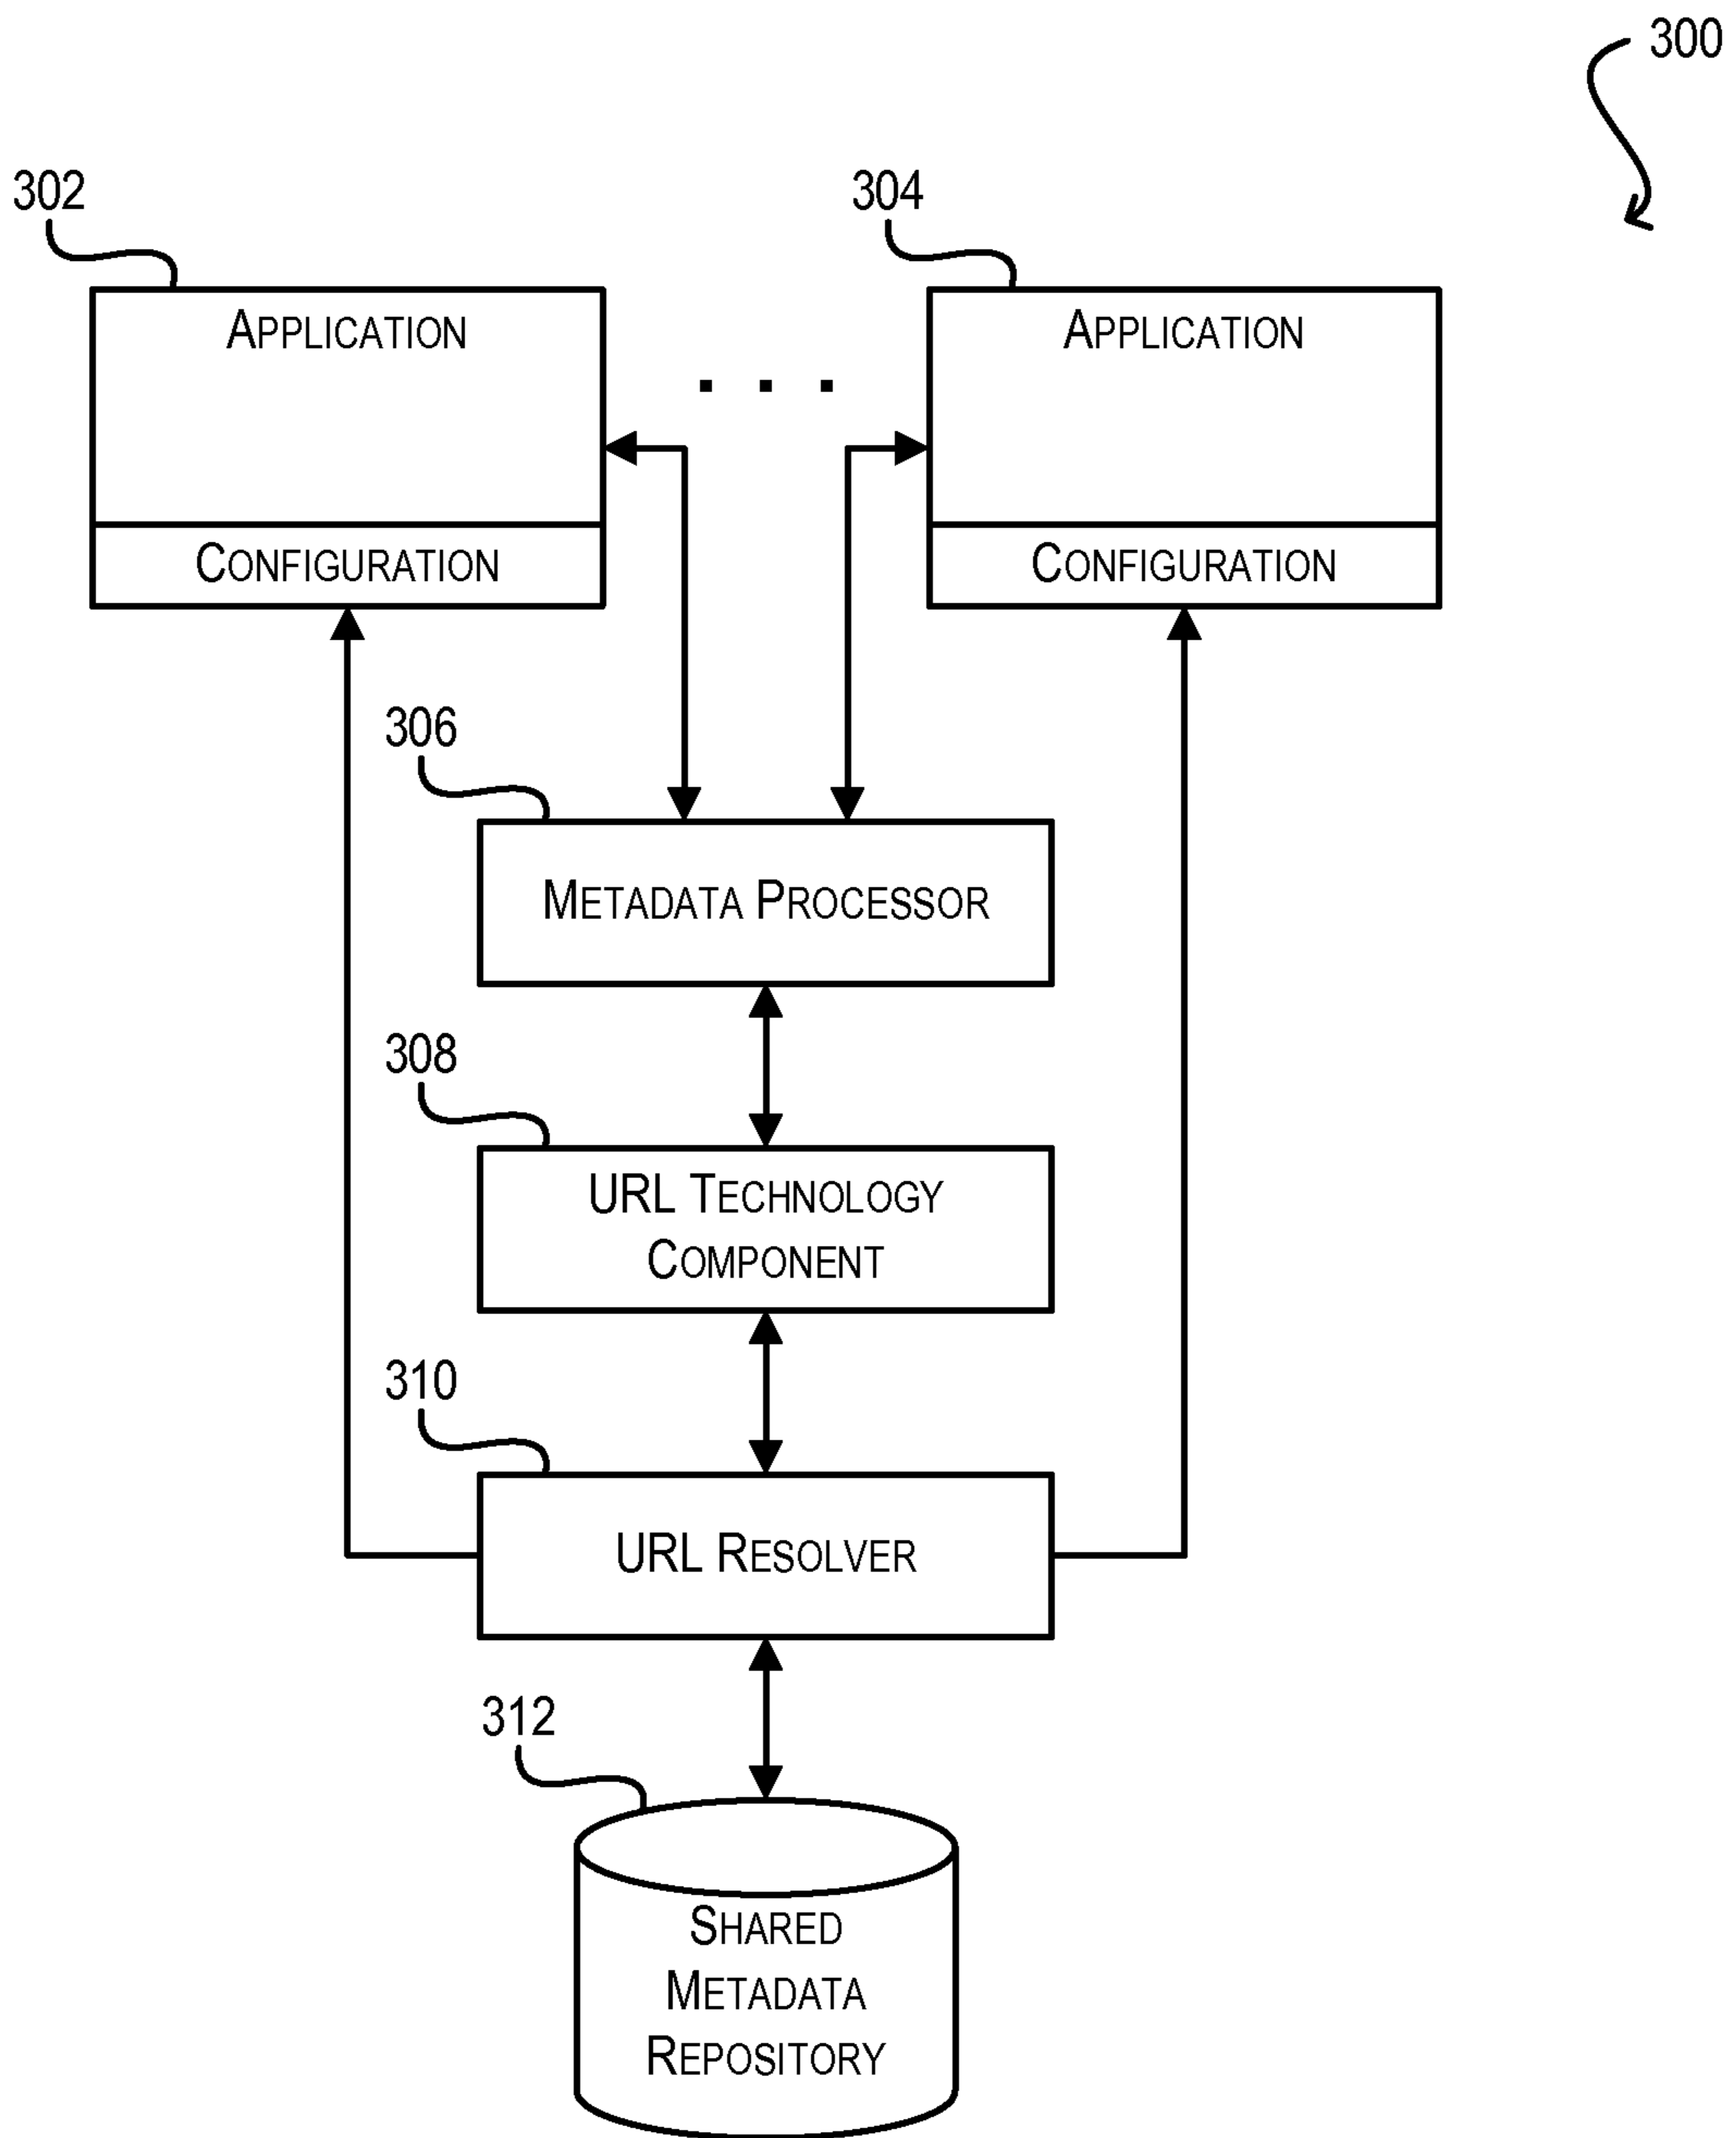 300
302
304
APPLICATION
APPLICATION
CONFIGURATION
CONFIGURATION
306
METADATA PROCESSOR
308
URL TECHNOLOGY
COMPONENT
310
URL RESOLVER
312
SHARED
METADATA
REPOSITORY